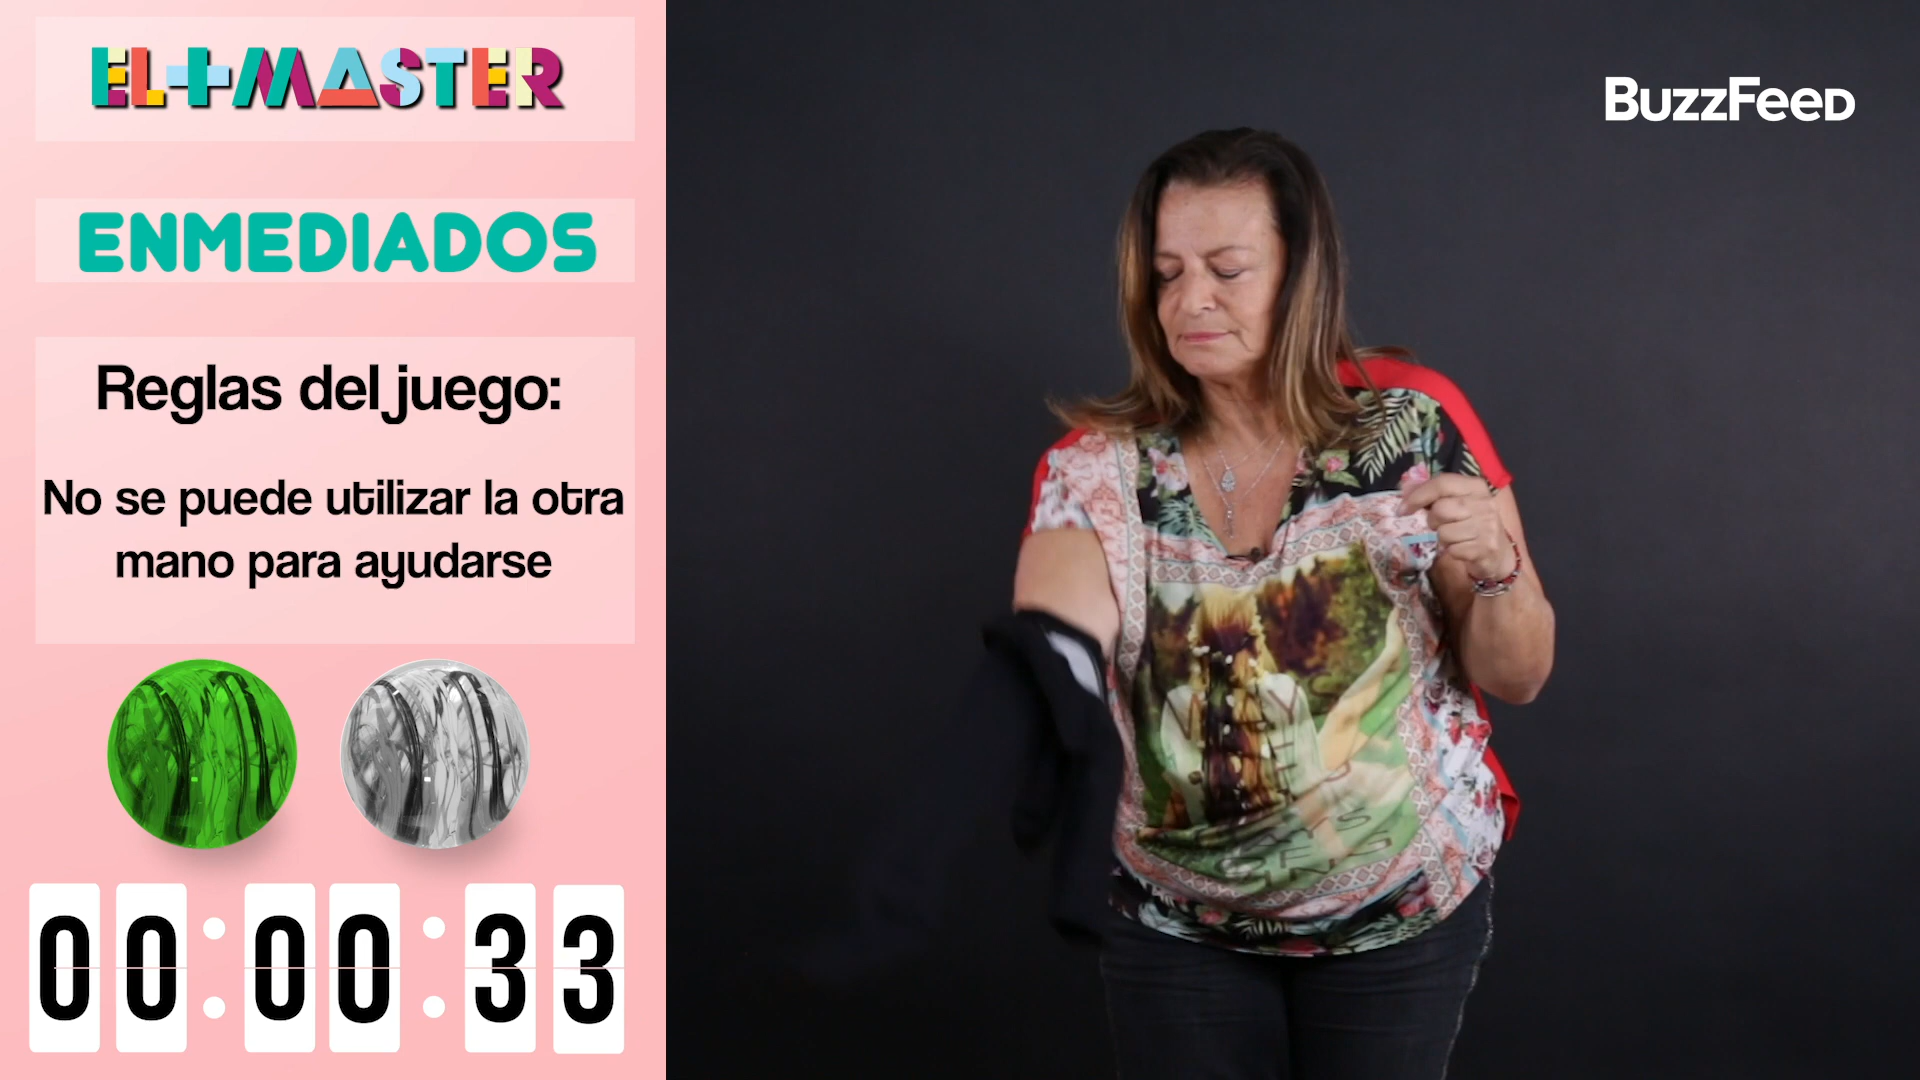 EL+MASTER
BuzzFeed
ENMEDIADOS
Reglas del juego:
No se puede utilizar la otra
mano para ayudarse
00:00:33